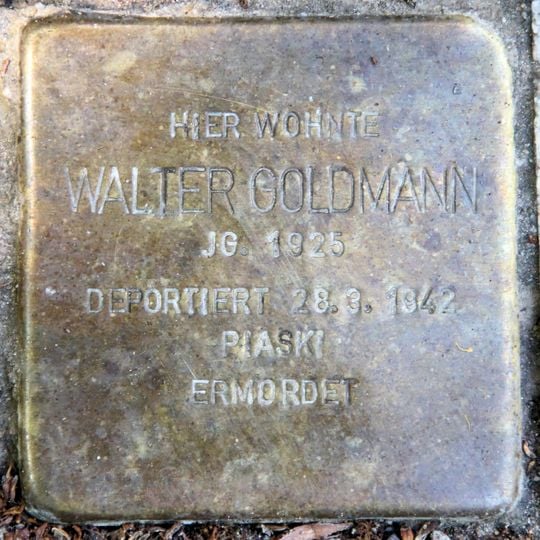 HIER WOHNTE
WALTER GOLDMANN
JG. 1925
DEPORTIERT 28.3. 1942
PIASKI
ERMORDET